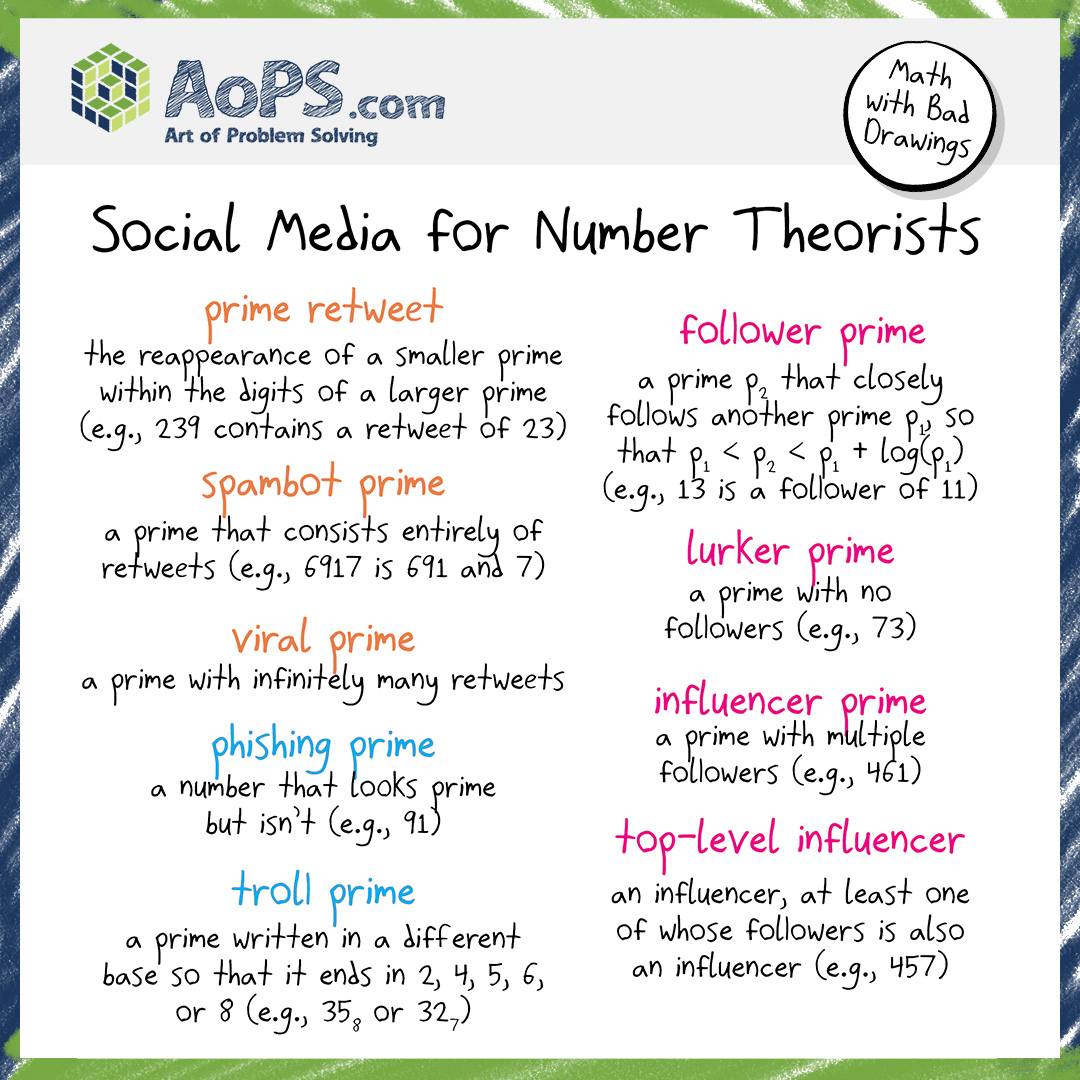 AoPS.com
Art of Problem Solving
Math
with Bad
Drawings
Social Media for Number Theorists
prime retweet
the reappearance of a smaller prime
within the digits of a larger prime
(e.g., 239 contains a retweet of 23)
spambot prime
a prime that consists entirely of
retweets (e.g., 6917 is 691 and 7)
viral prime
a prime with infinitely many retweets
phishing prime
a number that looks prime
but isn't (e.g., 91)
troll prime
a prime written in a different
base so that it ends in 2, 4, 5, 6,
or 8 (e.g., 35₈ or 32₇)
follower prime
a prime p₂ that closely
follows another prime p₁, so
that p₁ < p₂ < p₁ + log(p₁)
(e.g., 13 is a follower of 11)
lurker prime
a prime with no
followers (e.g., 73)
influencer prime
a prime with multiple
followers (e.g., 461)
top-level influencer
an influencer, at least one
of whose followers is also
an influencer (e.g., 457)